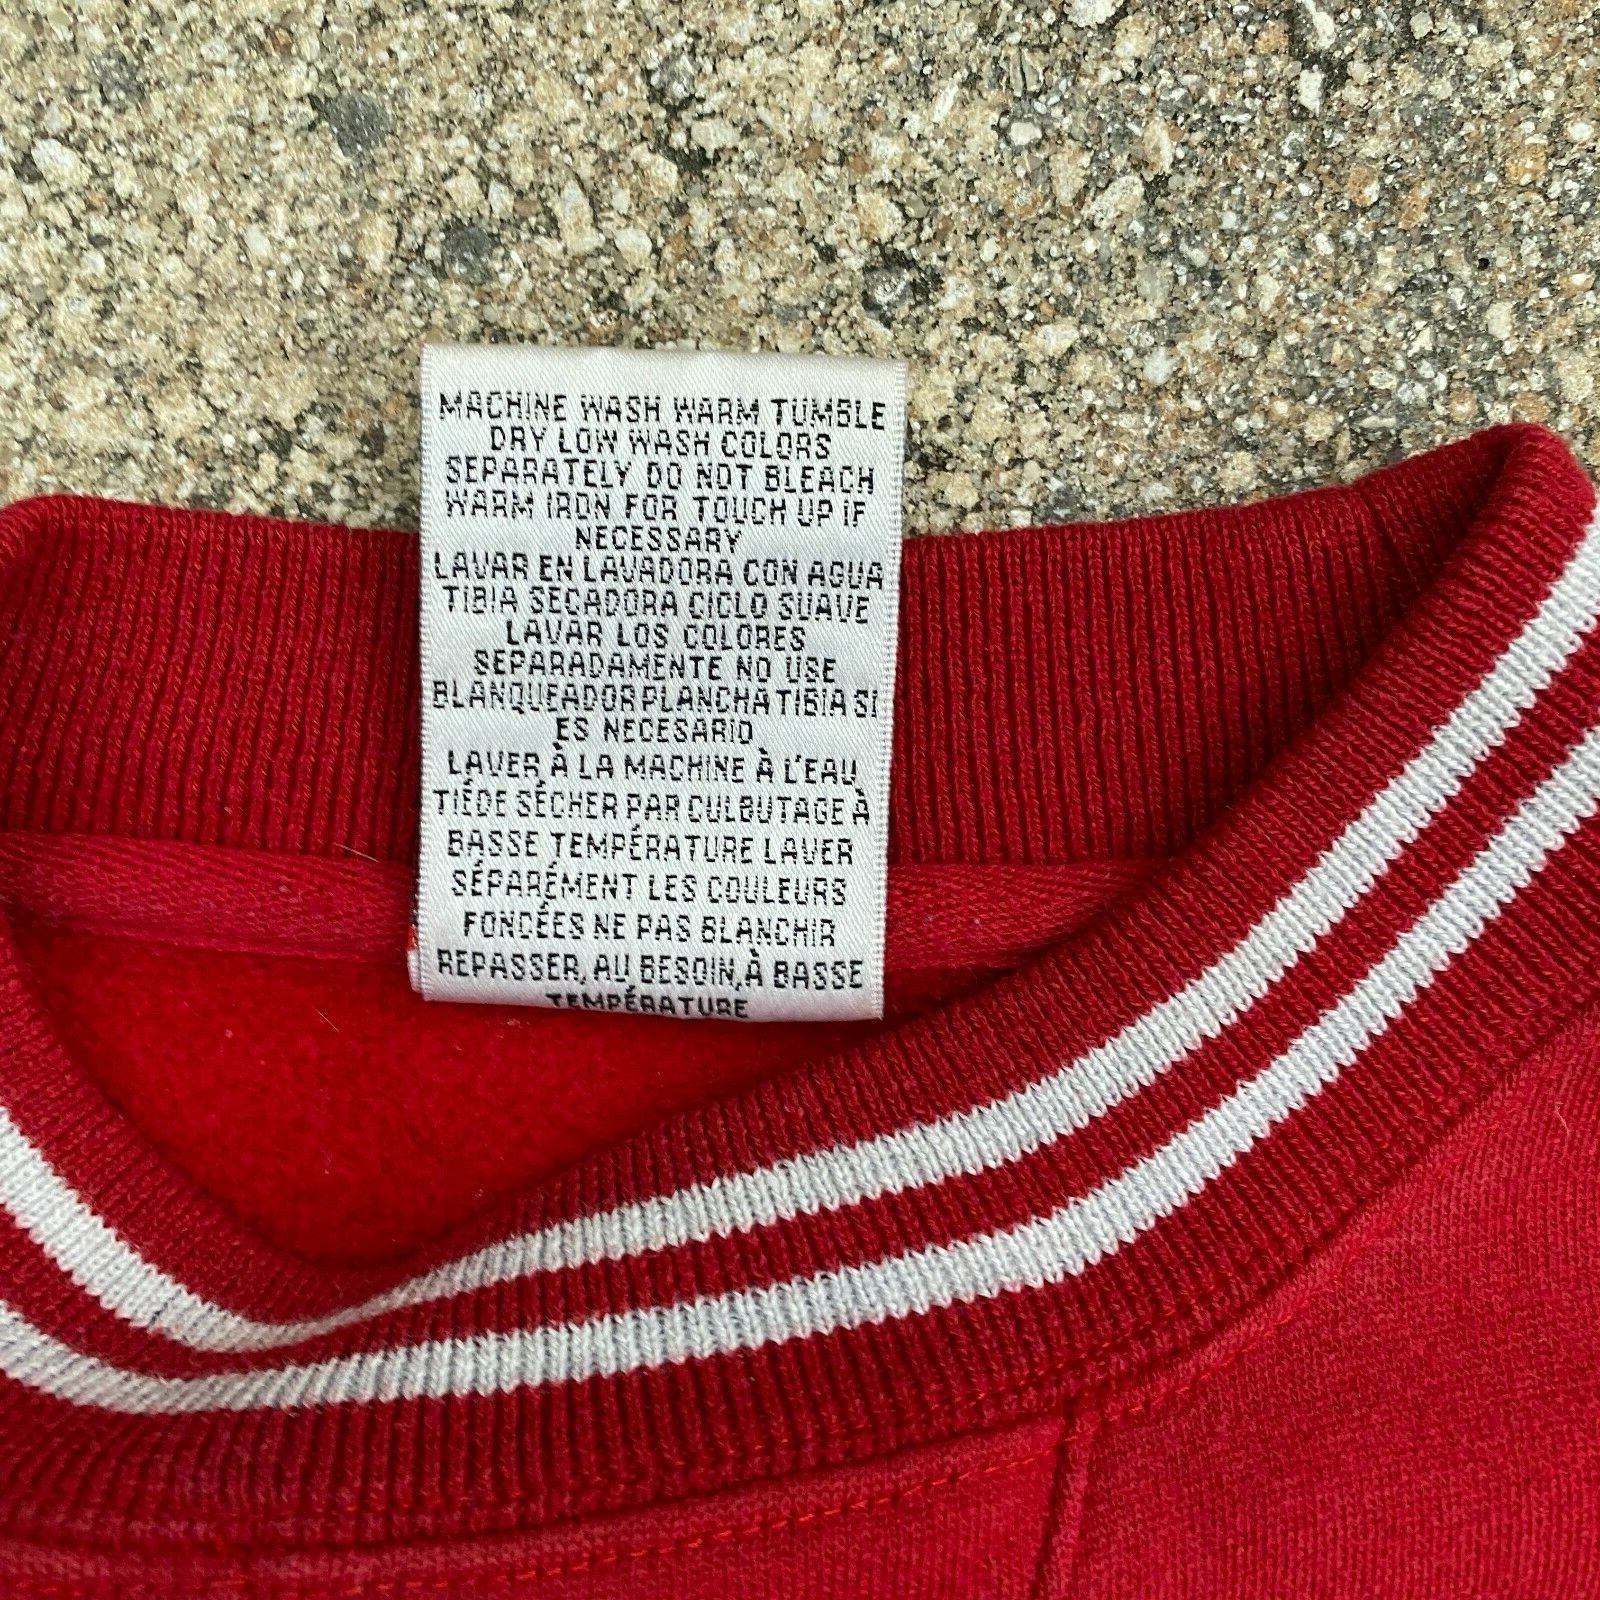 MACHINE WASH WARM TUMBLE
DRY LOW WASH COLORS
SEPARATELY DO NOT BLEACH
WARM IRON FOR TOUCH UP IF
NECESSARY
LAVAR EN LAVADORA CON AGUA
TIBIA SECADORA CICLO SUAVE
LAVAR LOS COLORES
SEPARADAMENTE NO USE
BLANQUEADOR PLANCHA TIBIA SI
ES NECESARIO
LAVER À LA MACHINE À L'EAU
TIÉDE SÉCHER PAR CULBUTAGE À
BASSE TEMPÉRATURE LAVER
SÉPARÉMENT LES COULEURS
FONCÉES NE PAS BLANCHIR
REPASSER, AU BESOIN, À BASSE
TEMPÉRATURE